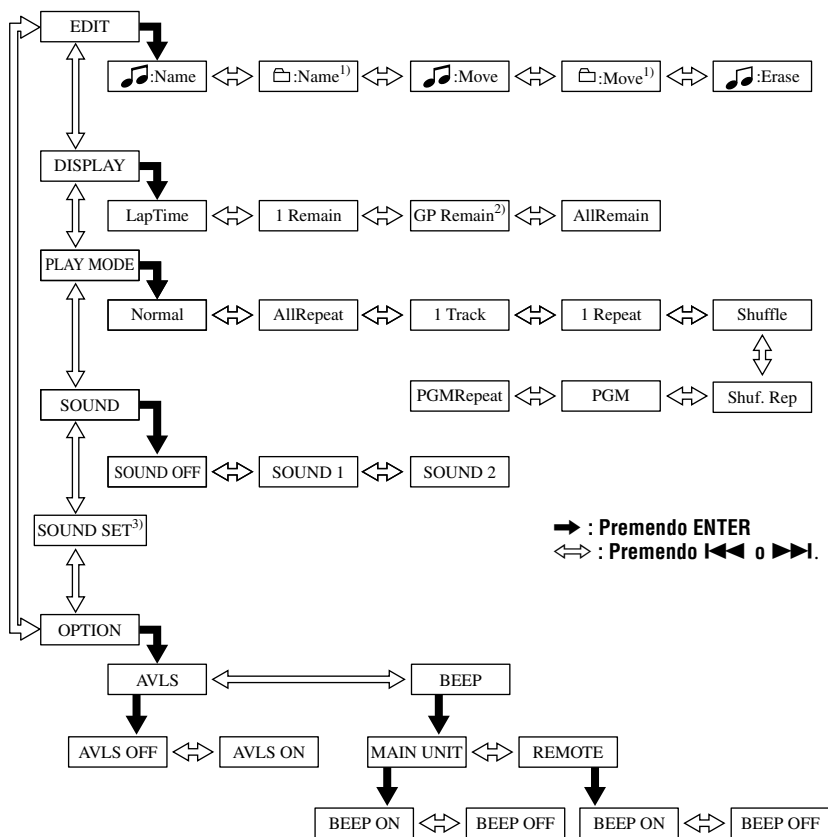 EDIT
♫:Name
🗀:Name1)
♫:Move
🗀:Move1)
♫:Erase
DISPLAY
LapTime
1 Remain
GP Remain2)
AllRemain
PLAY MODE
Normal
AllRepeat
1 Track
1 Repeat
Shuffle
PGMRepeat
PGM
Shuf. Rep
SOUND
SOUND OFF
SOUND 1
SOUND 2
SOUND SET3)
➡ : Premendo ENTER
⇔ : Premendo I◀◀ o ▶▶I.
OPTION
AVLS
BEEP
AVLS OFF
AVLS ON
MAIN UNIT
REMOTE
BEEP ON
BEEP OFF
BEEP ON
BEEP OFF